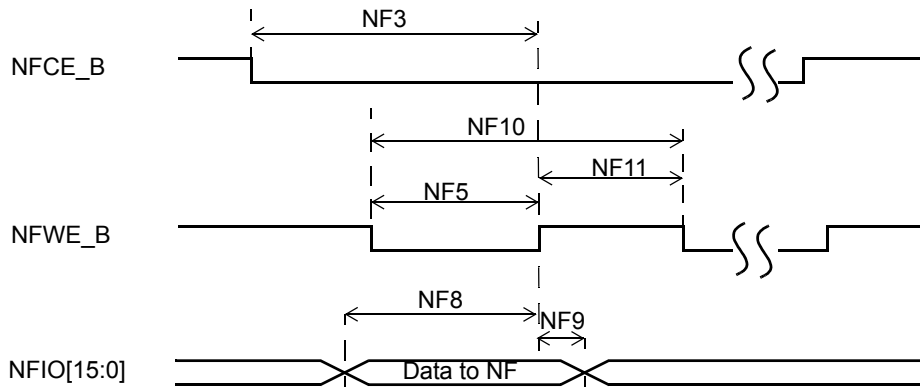 NF3
NFCE_B
NF10
NF11
NF5
NFWE_B
NF8
NF9
NFIO[15:0]
Data to NF